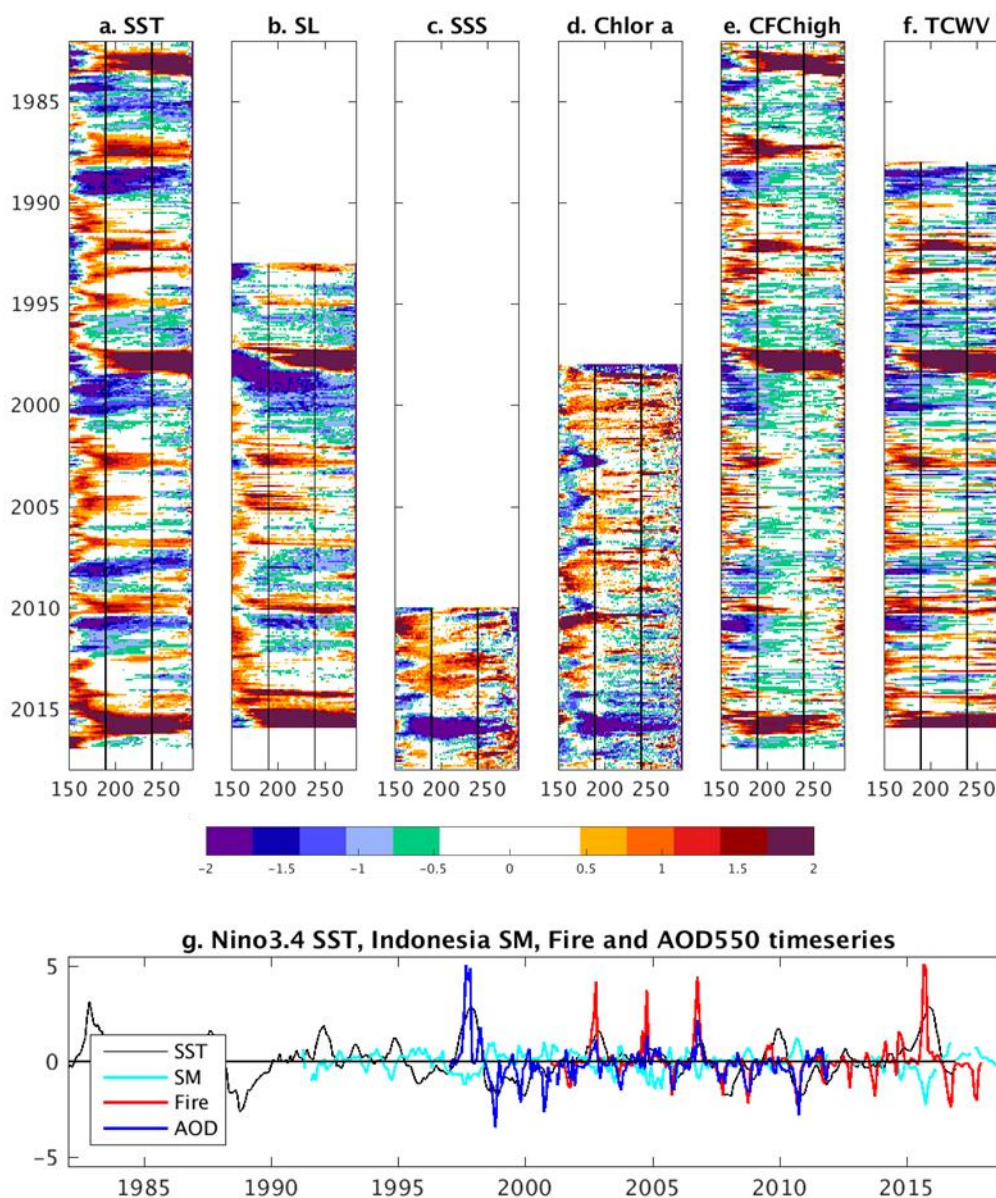 a. SST b. SL c. SSS d. Chlor a e. CFChigh f. TCWV
1985
1990
1995
2000
2005
2010
2015
150 200 250 150 200 250 150 200 250 150 200 250 150 200 250 150 200 250
-2 -1.5 -1 -0.5 0 0.5 1 1.5 2
g. Nino3.4 SST, Indonesia SM, Fire and AOD550 timeseries
5
0
-5
SST
SM
Fire
AOD
1985 1990 1995 2000 2005 2010 2015